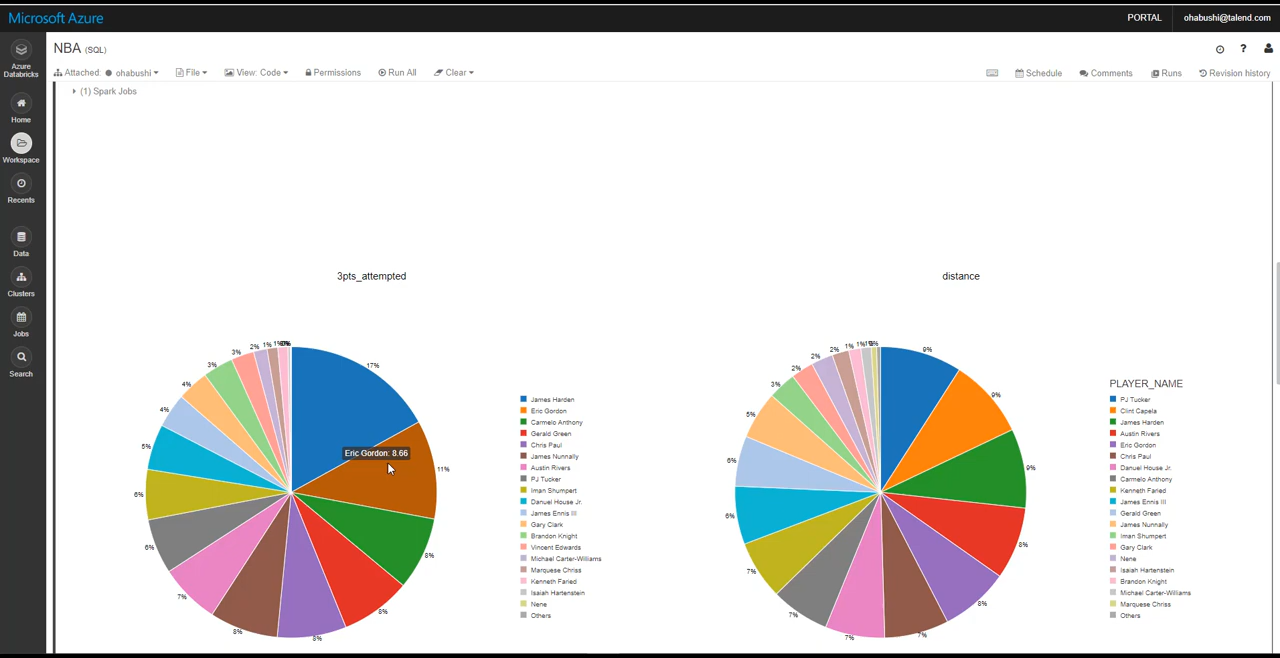 Microsoft Azure
PORTAL
ohabushi@talend.com
Azure Databricks
Home
Workspace
Recents
Data
Clusters
Jobs
Search
NBA (SQL)
Attached: ohabushi File View: Code Permissions Run All Clear Schedule Comments Runs Revision history
(1) Spark Jobs
3pts_attempted
17%
11%
8%
8%
8%
8%
7%
6%
6%
5%
4%
4%
3%
3%
2%
1%
Eric Gordon: 8.66
James Harden
Eric Gordon
Carmelo Anthony
Gerald Green
Chris Paul
James Nunnally
Austin Rivers
PJ Tucker
Iman Shumpert
Danuel House Jr.
James Ennis III
Gary Clark
Brandon Knight
Vincent Edwards
Michael Carter-Williams
Marquese Chriss
Kenneth Faried
Isaiah Hartenstein
Nene
Others
distance
9%
9%
9%
8%
8%
7%
7%
7%
7%
6%
6%
5%
3%
2%
2%
2%
1%
PLAYER_NAME
PJ Tucker
Clint Capela
James Harden
Austin Rivers
Eric Gordon
Chris Paul
Danuel House Jr.
Carmelo Anthony
Kenneth Faried
James Ennis III
Gerald Green
James Nunnally
Iman Shumpert
Gary Clark
Nene
Isaiah Hartenstein
Brandon Knight
Michael Carter-Williams
Marquese Chriss
Others